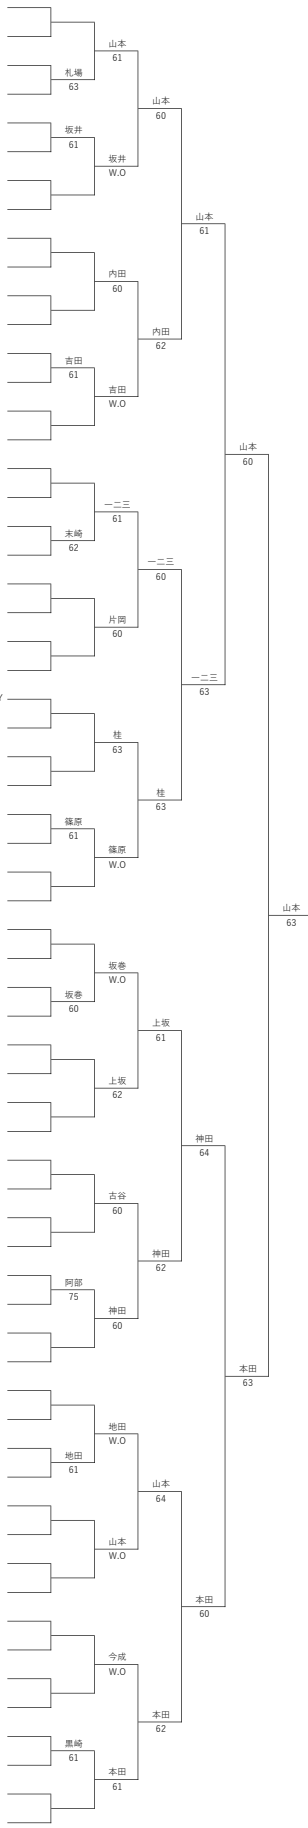 山本
61
札場
63
山本
60
坂井
61
坂井
W.O
山本
61
内田
60
内田
62
吉田
61
吉田
W.O
山本
60
一二三
61
末崎
62
一二三
60
片岡
60
一二三
63
桂
63
桂
63
篠原
61
篠原
W.O
山本
63
坂巻
W.O
坂巻
60
上坂
61
上坂
62
神田
64
古谷
60
神田
62
阿部
75
神田
60
本田
63
地田
W.O
地田
61
山本
64
山本
W.O
本田
60
今成
W.O
本田
62
黒崎
61
本田
61